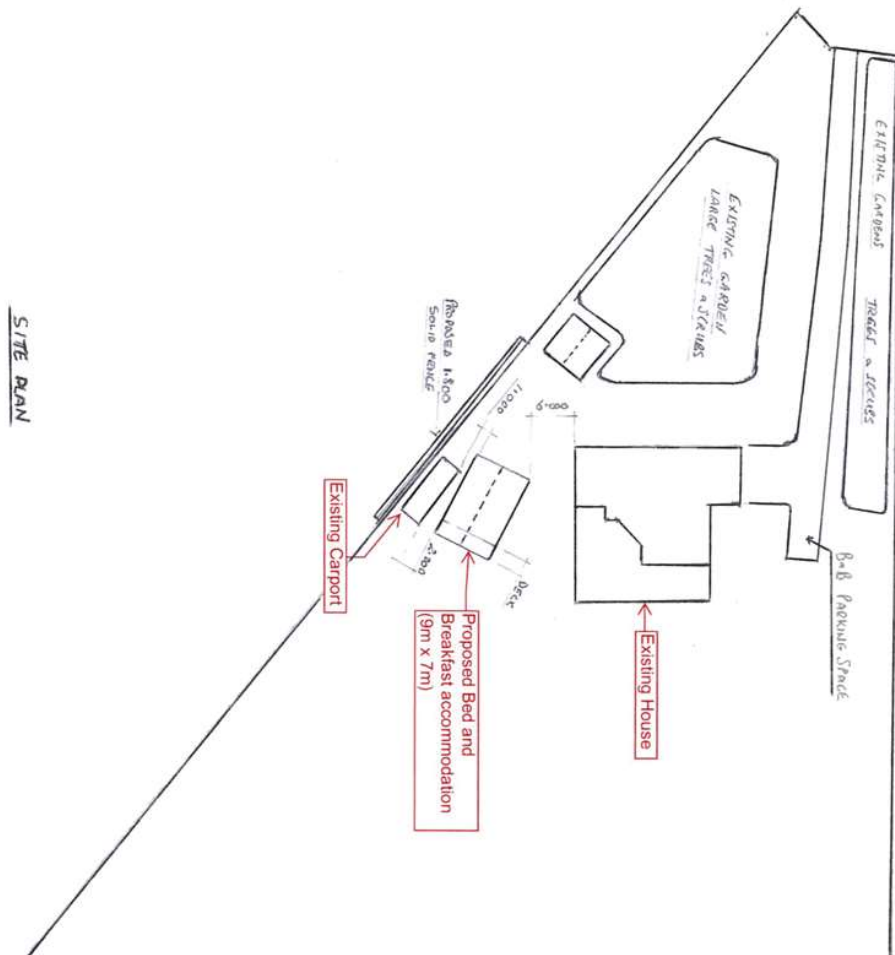 EXISTING GARDENS
TREES & SCRUBS
EXISTING GARDEN
LARGE TREES & SCRUBS
B&B PARKING SPACE
PROPOSED 1.800
SOLID FENCE
1.000
6.000
Existing House
Proposed Bed and
Breakfast accommodation
(9m x 7m)
Existing Carport
SITE PLAN